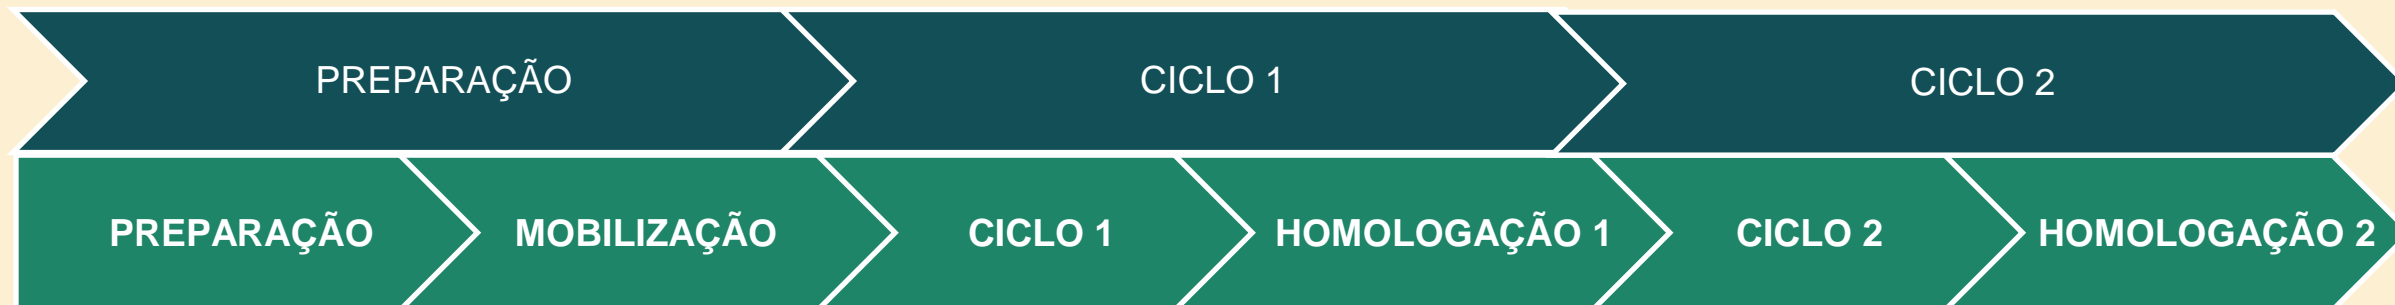 PREPARAÇÃO CICLO 1 CICLO 2
PREPARAÇÃO MOBILIZAÇÃO CICLO 1 HOMOLOGAÇÃO 1 CICLO 2 HOMOLOGAÇÃO 2